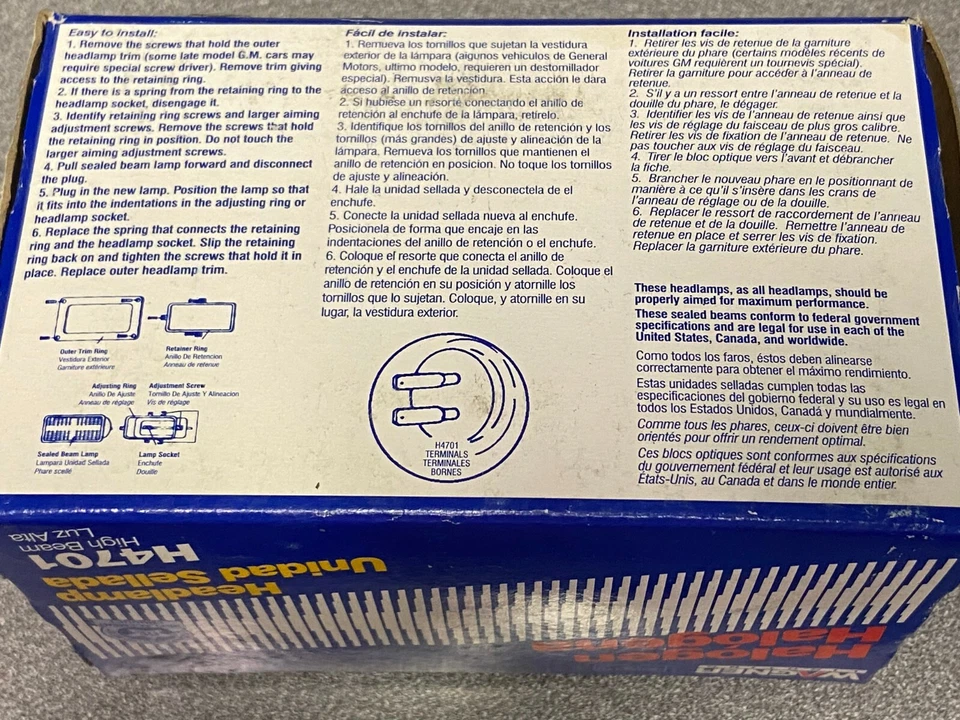 Easy to install:
1. Remove the screws that hold the outer
headlamp trim (some late model G.M. cars may
require special screw driver). Remove trim giving
access to the retaining ring.
2. If there is a spring from the retaining ring to the
headlamp socket, disengage it.
3. Identify retaining ring screws and larger aiming
adjustment screws. Remove the screws that hold
the retaining ring in position. Do not touch the
larger aiming adjustment screws.
4. Pull sealed beam lamp forward and disconnect
the plug.
5. Plug in the new lamp. Position the lamp so that
it fits into the indentations in the adjusting ring or
headlamp socket.
6. Replace the spring that connects the retaining
ring and the headlamp socket. Slip the retaining
ring back on and tighten the screws that hold it in
place. Replace outer headlamp trim.
Outer Trim Ring
Vestidura Exterior
Garniture extérieure
Retainer Ring
Anillo De Retencion
Anneau de retenue
Adjusting Ring
Anillo De Ajuste
Anneau de réglage
Adjustment Screw
Tornillo De Ajuste Y Alineacion
Vis de réglage
Sealed Beam Lamp
Lampara Unidad Sellada
Phare scellé
Lamp Socket
Enchufe
Douille
Fácil de instalar:
1. Remueva los tornillos que sujetan la vestidura
exterior de la lámpara (aigunos vehiculos de General
Motors, ultimo modelo, requieren un destornillador
especial). Remusva la vestidura. Esta acción le dara
acceso al anillo de retención.
2. Si hubiese un resorte conectando el anillo de
retención al enchufe de la lámpara, retirelo.
3. Identifique los tornillos del anillo de retención y los
tornillos (más grandes) de ajuste y alineación de la
lámpara. Remueva los tornillos que mantienen el
anillo de retención en posicion. No toque los tornillos
de ajuste y alineación.
4. Hale la unidad sellada y desconectela de el
enchufe.
5. Conecte la unidad sellada nueva al enchufe.
Posicionela de forma que encaje en las
indentaciones del anillo de retención o el enchufe.
6. Coloque el resorte que conecta el anillo de
retención y el enchufe de la unidad sellada. Coloque el
anillo de retención en su posición y atornille los
tornillos que lo sujetan. Coloque, y atornille en su
lugar, la vestidura exterior.
H4701
TERMINALS
TERMINALES
BORNES
Installation facile:
1. Retirer les vis de retenue de la garniture
extérieure du phare (certains modèles récents de
voitures GM requièrent un tournevis spécial).
Retirer la garniture pour accéder à l'anneau de
retenue.
2. S'il y a un ressort entre l'anneau de retenue et la
douille du phare, le dégager.
3. Identifier les vis de l'anneau de retenue ainsi que
les vis de réglage du faisceau de plus gros calibre.
Retirer les vis de fixation de l'anneau de retenue. Ne
pas toucher aux vis de réglage du faisceau.
4. Tirer le bloc optique vers l'avant et débrancher
la fiche.
5. Brancher le nouveau phare en le positionnant de
manière à ce qu'il s'insère dans les crans de
l'anneau de réglage ou de la douille.
6. Replacer le ressort de raccordement de l'anneau
de retenue et de la douille. Remettre l'anneau de
retenue en place et serrer les vis de fixation.
Replacer la garniture extérieure du phare.
These headlamps, as all headlamps, should be
properly aimed for maximum performance.
These sealed beams conform to federal government
specifications and are legal for use in each of the
United States, Canada, and worldwide.
Como todos los faros, éstos deben alinearse
correctamente para obtener el máximo rendimiento.
Estas unidades selladas cumplen todas las
especificaciones del gobierno federal y su uso es legal en
todos los Estados Unidos, Canadá y mundialmente.
Comme tous les phares, ceux-ci doivent être bien
orientés pour offrir un rendement optimal.
Ces blocs optiques sont conformes aux spécifications
du gouvernement fédéral et leur usage est autorisé aux
États-Unis, au Canada et dans le monde entier.
WAGNER
Halogen
Halogena
Headlamp
Unidad Sellada
H4701
High Beam
Luz Alta